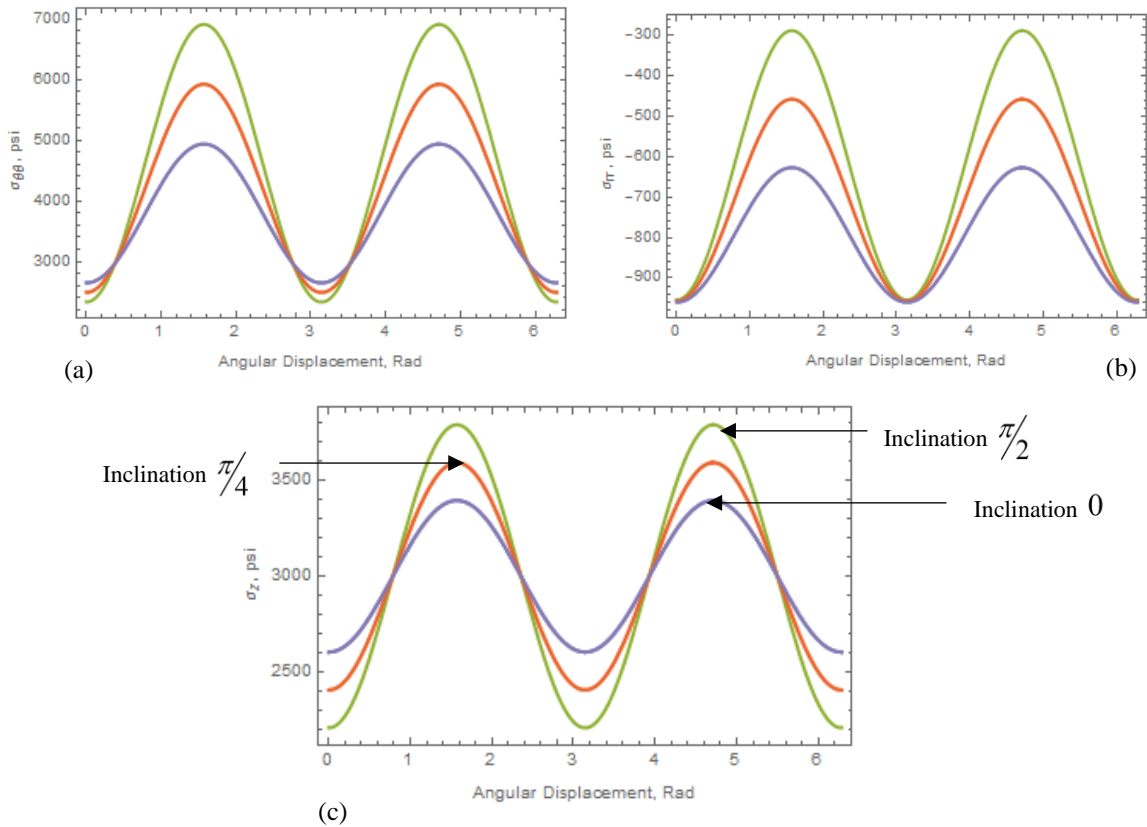 7000
6000
5000
4000
3000
σθθ, psi
0 1 2 3 4 5 6
Angular Displacement, Rad
(a)
-300
-400
-500
-600
-700
-800
-900
σrr, psi
0 1 2 3 4 5 6
Angular Displacement, Rad
(b)
Inclination π/4
Inclination π/2
Inclination 0
3500
3000
2500
σz, psi
0 1 2 3 4 5 6
Angular Displacement, Rad
(c)